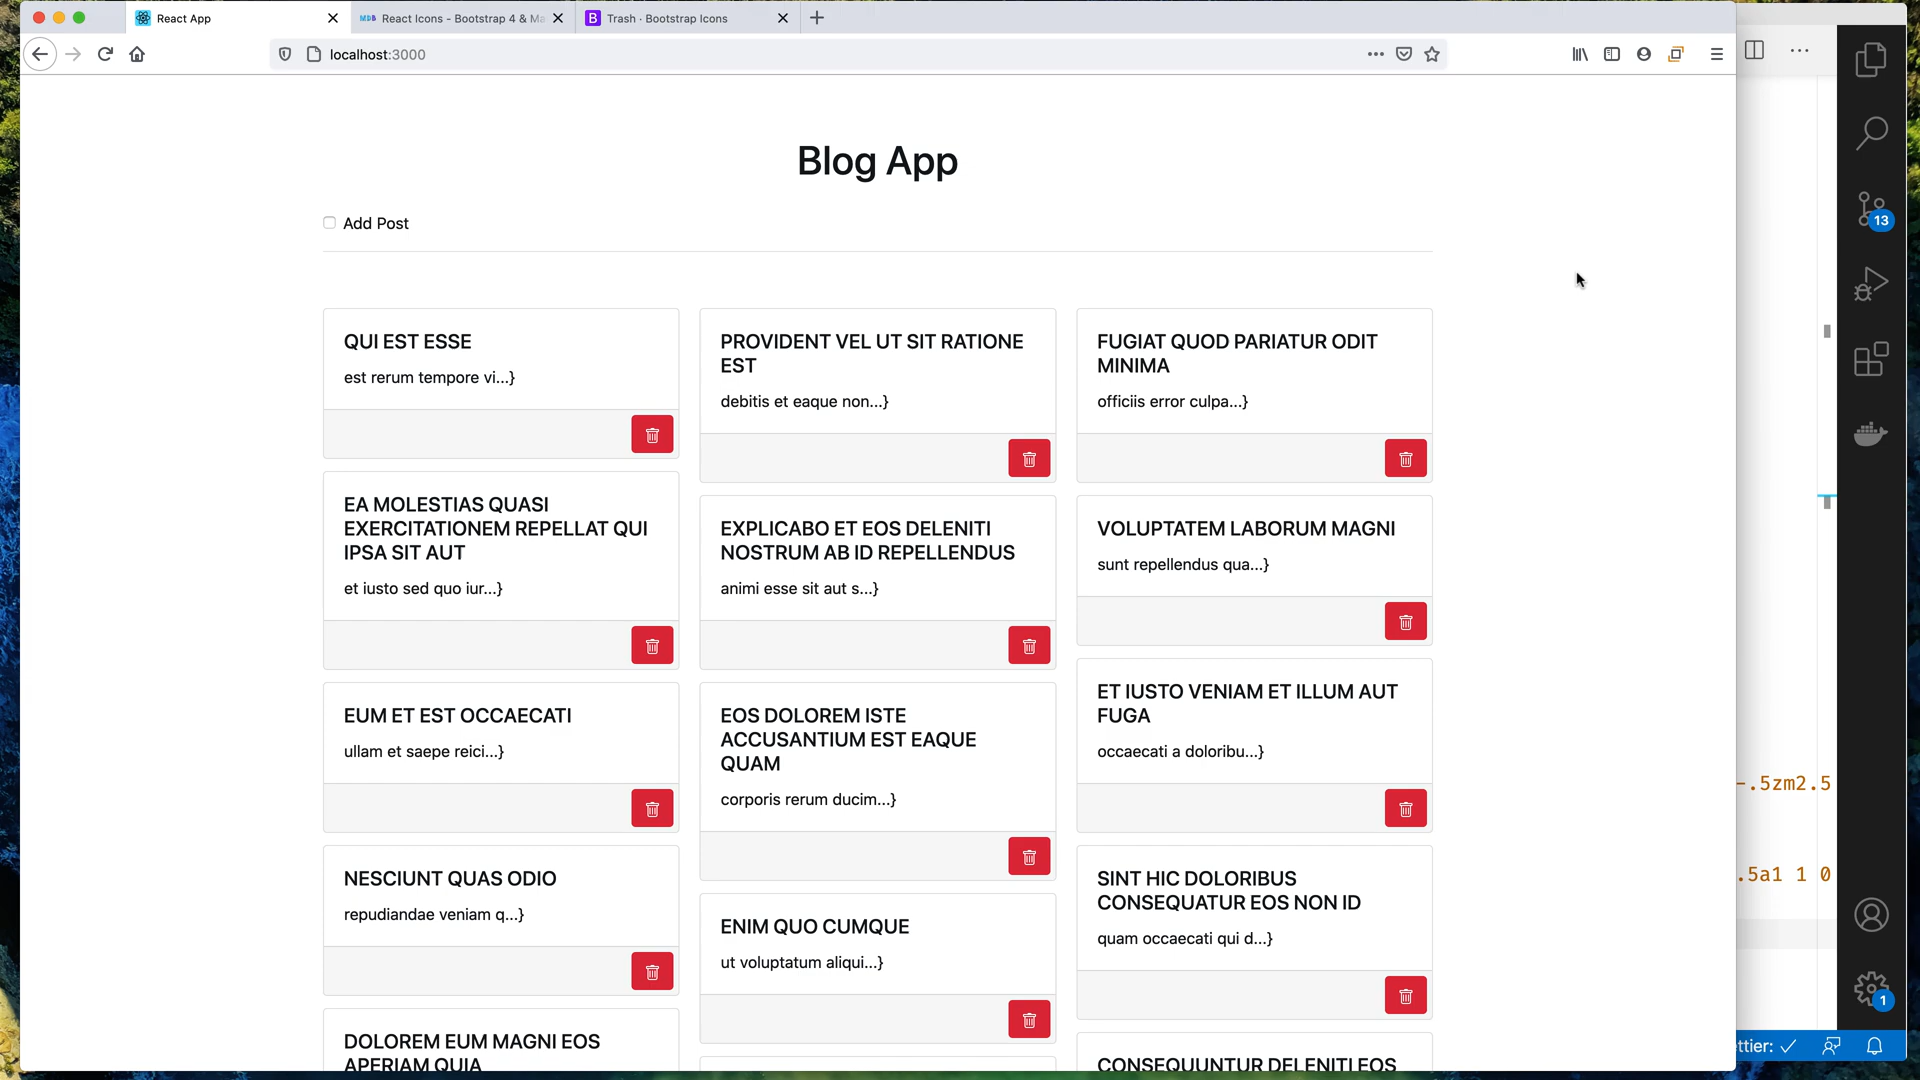 React App
React Icons - Bootstrap 4 & Ma
Trash · Bootstrap Icons
localhost:3000
Blog App
Add Post
QUI EST ESSE
est rerum tempore vi...}
EA MOLESTIAS QUASI
EXERCITATIONEM REPELLAT QUI
IPSA SIT AUT
et iusto sed quo iur...}
EUM ET EST OCCAECATI
ullam et saepe reici...}
NESCIUNT QUAS ODIO
repudiandae veniam q...}
DOLOREM EUM MAGNI EOS
APERIAM QUIA
PROVIDENT VEL UT SIT RATIONE
EST
debitis et eaque non...}
EXPLICABO ET EOS DELENITI
NOSTRUM AB ID REPELLENDUS
animi esse sit aut s...}
EOS DOLOREM ISTE
ACCUSANTIUM EST EAQUE
QUAM
corporis rerum ducim...}
ENIM QUO CUMQUE
ut voluptatum aliqui...}
FUGIAT QUOD PARIATUR ODIT
MINIMA
officiis error culpa...}
VOLUPTATEM LABORUM MAGNI
sunt repellendus qua...}
ET IUSTO VENIAM ET ILLUM AUT
FUGA
occaecati a doloribu...}
SINT HIC DOLORIBUS
CONSEQUATUR EOS NON ID
quam occaecati qui d...}
CONSEQUUNTUR DELENITI EOS
-.5zm2.5
.5a1 1 0
ttier:
13
1